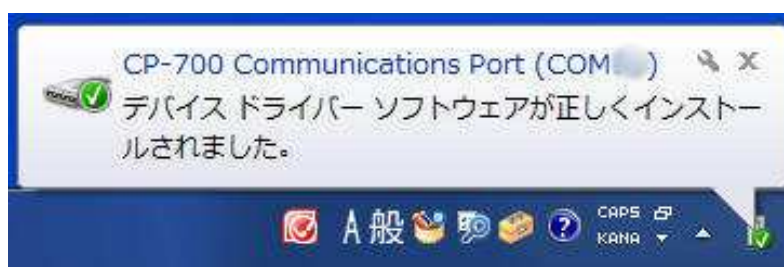 CP-700 Communications Port (COM )
デバイス ドライバー ソフトウェアが正しくインストー
ルされました。
A 般
CAPS
KANA